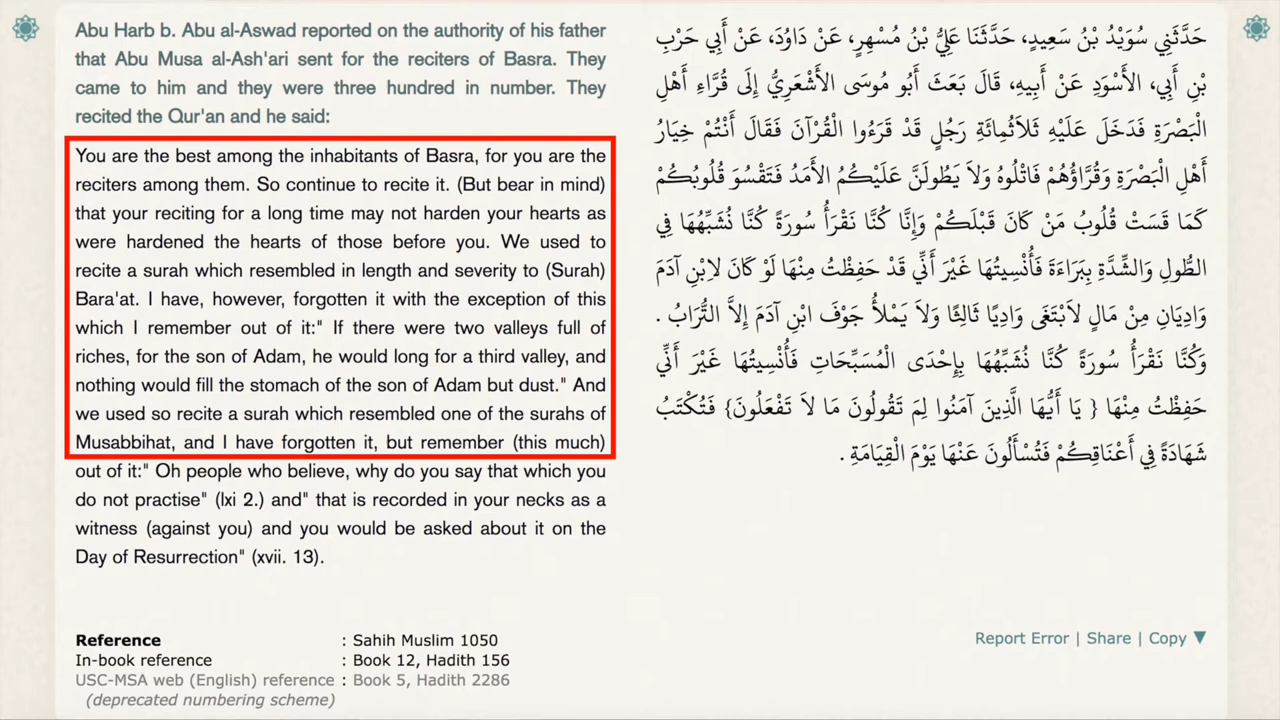 Abu Harb b. Abu al-Aswad reported on the authority of his father
that Abu Musa al-Ash'ari sent for the reciters of Basra. They
came to him and they were three hundred in number. They
recited the Qur'an and he said:
You are the best among the inhabitants of Basra, for you are the
reciters among them. So continue to recite it. (But bear in mind)
that your reciting for a long time may not harden your hearts as
were hardened the hearts of those before you. We used to
recite a surah which resembled in length and severity to (Surah)
Bara'at. I have, however, forgotten it with the exception of this
which I remember out of it:" If there were two valleys full of
riches, for the son of Adam, he would long for a third valley, and
nothing would fill the stomach of the son of Adam but dust." And
we used so recite a surah which resembled one of the surahs of
Musabbihat, and I have forgotten it, but remember (this much)
out of it:" Oh people who believe, why do you say that which you
do not practise" (lxi 2.) and" that is recorded in your necks as a
witness (against you) and you would be asked about it on the
Day of Resurrection" (xvii. 13).
حَدَّثَنِي سُوَيْدُ بْنُ سَعِيدٍ، حَدَّثَنَا عَلِيُّ بْنُ مُسْهِرٍ، عَنْ دَاوُدَ، عَنْ أَبِي حَرْبِ
بْنِ أَبِي، الأَسْوَدِ عَنْ أَبِيهِ، قَالَ بَعَثَ أَبُو مُوسَى الأَشْعَرِيُّ إِلَى قُرَّاءِ أَهْلِ
الْبَصْرَةِ فَدَخَلَ عَلَيْهِ ثَلاَثُمِائَةِ رَجُلٍ قَدْ قَرَءُوا الْقُرْآنَ فَقَالَ أَنْتُمْ خِيَارُ
أَهْلِ الْبَصْرَةِ وَقُرَّاؤُهُمْ فَاتْلُوهُ وَلاَ يَطُولَنَّ عَلَيْكُمُ الأَمَدُ فَتَقْسُوَ قُلُوبُكُمْ
كَمَا قَسَتْ قُلُوبُ مَنْ كَانَ قَبْلَكُمْ وَإِنَّا كُنَّا نَقْرَأُ سُورَةً كُنَّا نُشَبِّهُهَا فِي
الطُّولِ وَالشِّدَّةِ بِبَرَاءَةَ فَأُنْسِيتُهَا غَيْرَ أَنِّي قَدْ حَفِظْتُ مِنْهَا لَوْ كَانَ لاِبْنِ آدَمَ
وَادِيَانِ مِنْ مَالٍ لاَبْتَغَى وَادِيًا ثَالِثًا وَلاَ يَمْلأُ جَوْفَ ابْنِ آدَمَ إِلاَّ التُّرَابُ .
وَكُنَّا نَقْرَأُ سُورَةً كُنَّا نُشَبِّهُهَا بِإِحْدَى الْمُسَبِّحَاتِ فَأُنْسِيتُهَا غَيْرَ أَنِّي
حَفِظْتُ مِنْهَا { يَا أَيُّهَا الَّذِينَ آمَنُوا لِمَ تَقُولُونَ مَا لاَ تَفْعَلُونَ} فَتُكْتَبُ
شَهَادَةً فِي أَعْنَاقِكُمْ فَتُسْأَلُونَ عَنْهَا يَوْمَ الْقِيَامَةِ .
Reference : Sahih Muslim 1050
In-book reference : Book 12, Hadith 156
USC-MSA web (English) reference : Book 5, Hadith 2286
(deprecated numbering scheme)
Report Error | Share | Copy ▼